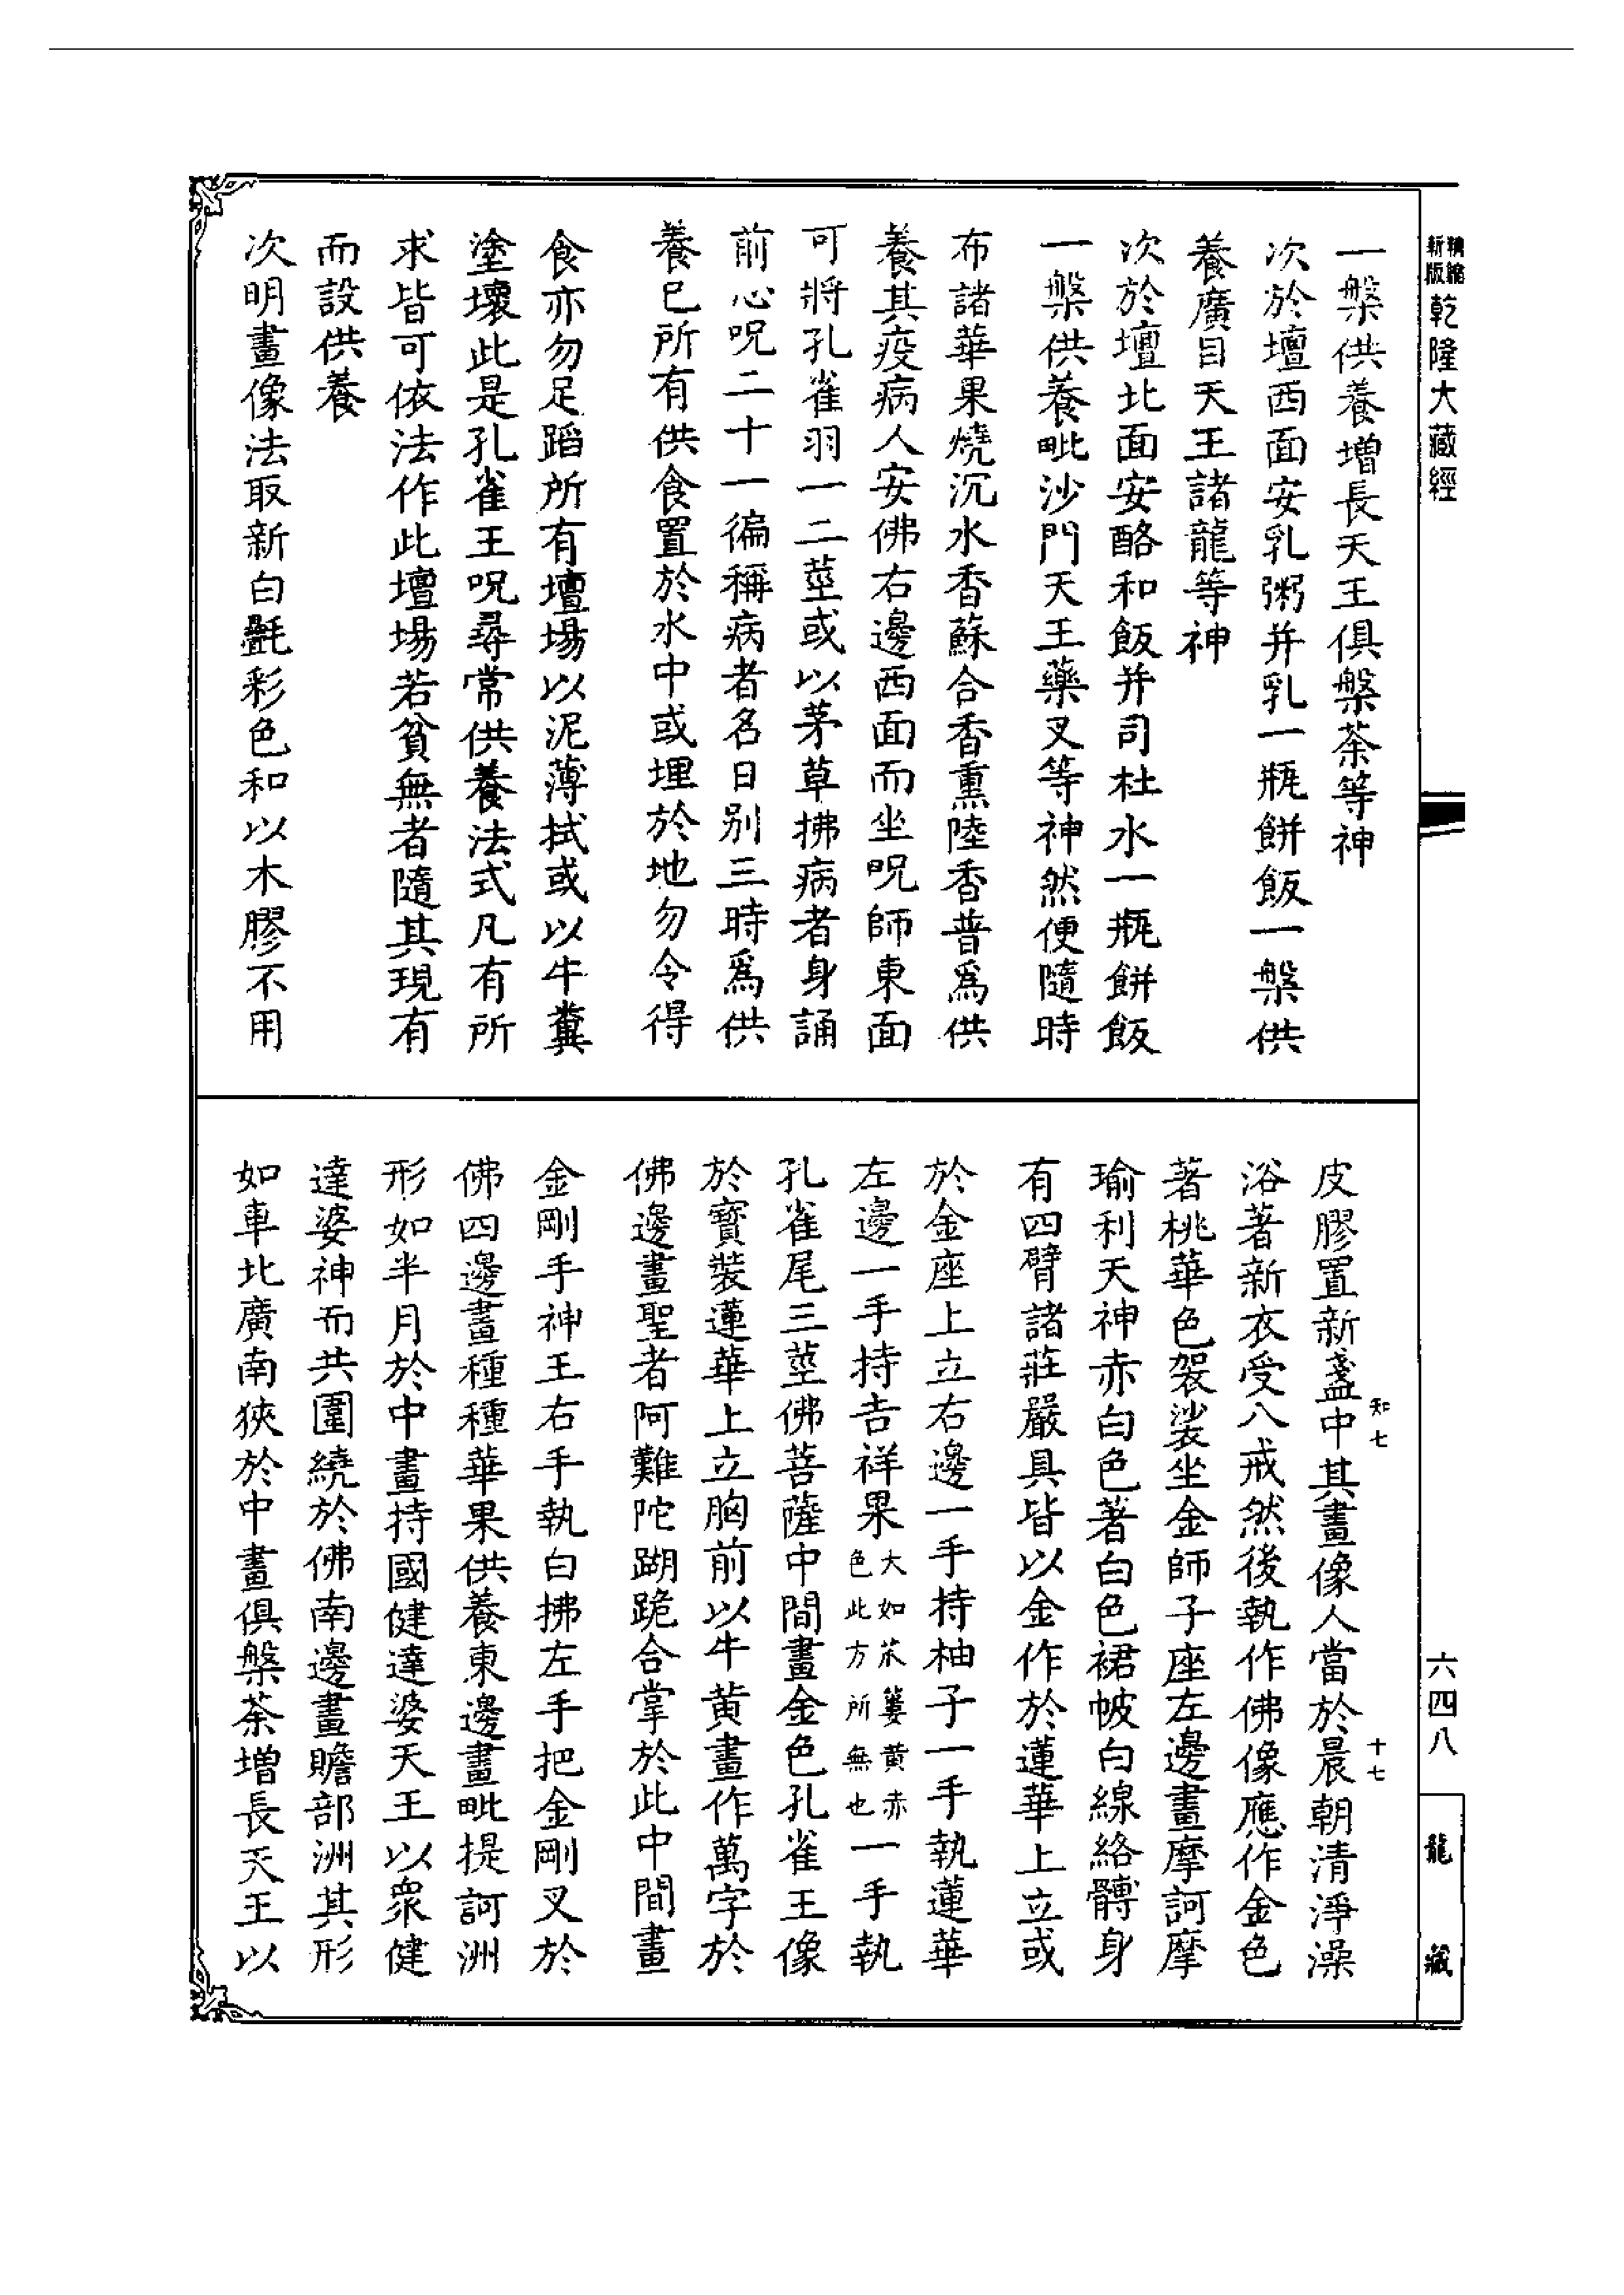 精縮新版乾隆大藏經
六四八
龍藏
一槃供養增長天王俱槃茶等神
次於壇西面安乳粥并乳一瓶餅飯一槃供
養廣目天王諸龍等神
次於壇北面安酪和飯并司杜水一瓶餅飯
一槃供養毗沙門天王藥叉等神然便隨時
布諸華果燒沉水香蘇合香熏陸香普爲供
養其疫病人安佛右邊西面而坐呪師東面
可將孔雀羽一二莖或以茅草拂病者身誦
前心呪二十一徧稱病者名日别三時爲供
養已所有供食置於水中或埋於地勿令得
食亦勿足蹈所有壇場以泥薄拭或以牛糞
塗壞此是孔雀王呪尋常供養法式凡有所
求皆可依法作此壇場若貧無者隨其現有
而設供養
次明畫像法取新白㲲彩色和以木膠不用
皮膠置新盞中其畫像人當於晨朝清淨澡
知七
十七
浴著新衣受八戒然後執作佛像應作金色
著桃華色袈裟坐金師子座左邊畫摩訶摩
瑜利天神赤白色著白色裙帔白線絡髆身
有四臂諸莊嚴具皆以金作於蓮華上立或
於金座上立右邊一手持柚子一手執蓮華
左邊一手持吉祥果大如苽蔞黄赤色此方所無也一手執
孔雀尾三莖佛菩薩中間畫金色孔雀王像
於寶裝蓮華上立胸前以牛黄畫作萬字於
佛邊畫聖者阿難陀蹋跪合掌於此中間畫
金剛手神王右手執白拂左手把金剛叉於
佛四邊畫種種華果供養東邊畫毗提訶洲
形如半月於中畫持國健達婆天王以衆健
達婆神而共圍繞於佛南邊畫贍部洲其形
如車北廣南狹於中畫俱槃茶增長天王以